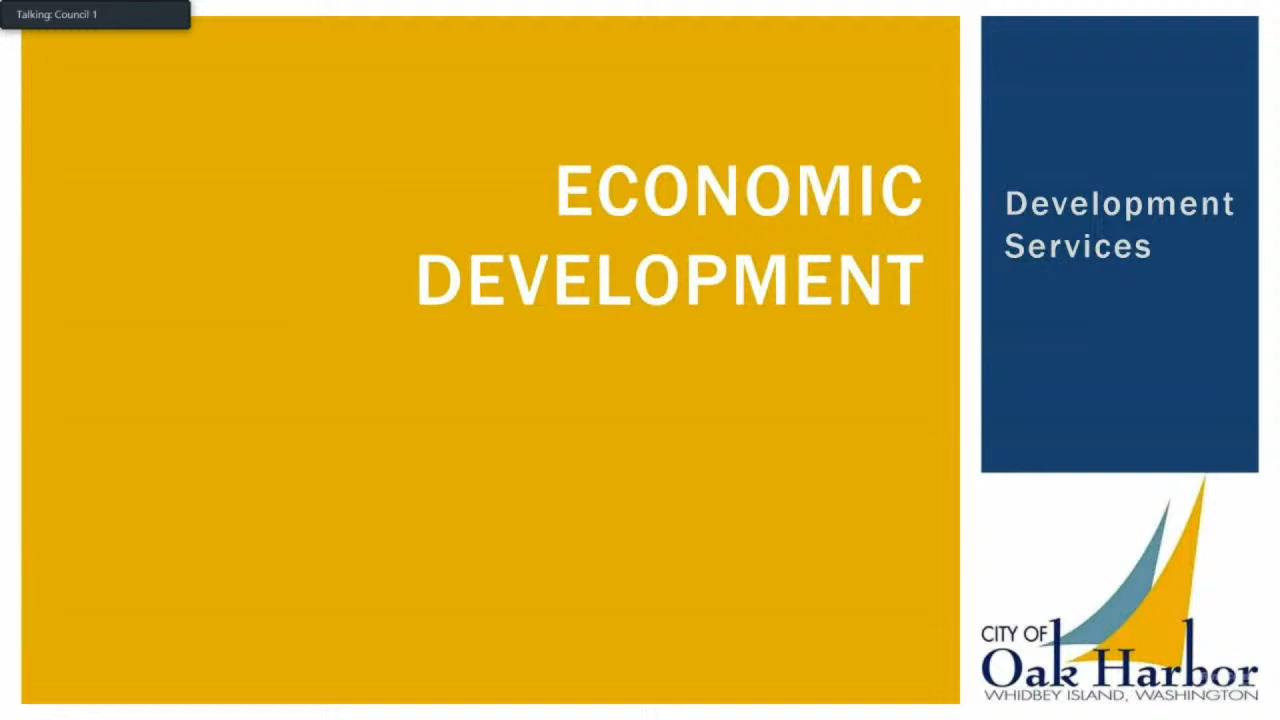 Talking: Council 1
ECONOMIC
DEVELOPMENT
Development
Services
CITY OF
Oak Harbor
WHIDBEY ISLAND, WASHINGTON